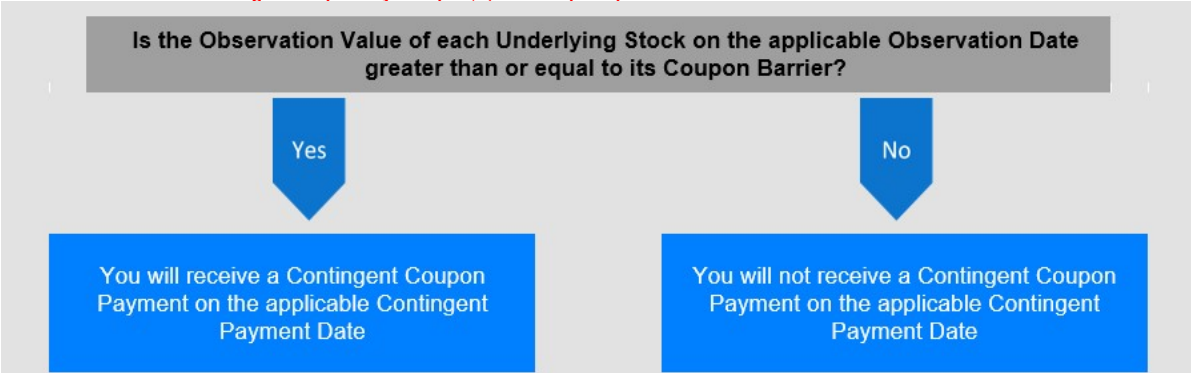 Is the Observation Value of each Underlying Stock on the applicable Observation Date
greater than or equal to its Coupon Barrier?
Yes
No
You will receive a Contingent Coupon
Payment on the applicable Contingent
Payment Date
You will not receive a Contingent Coupon
Payment on the applicable Contingent
Payment Date